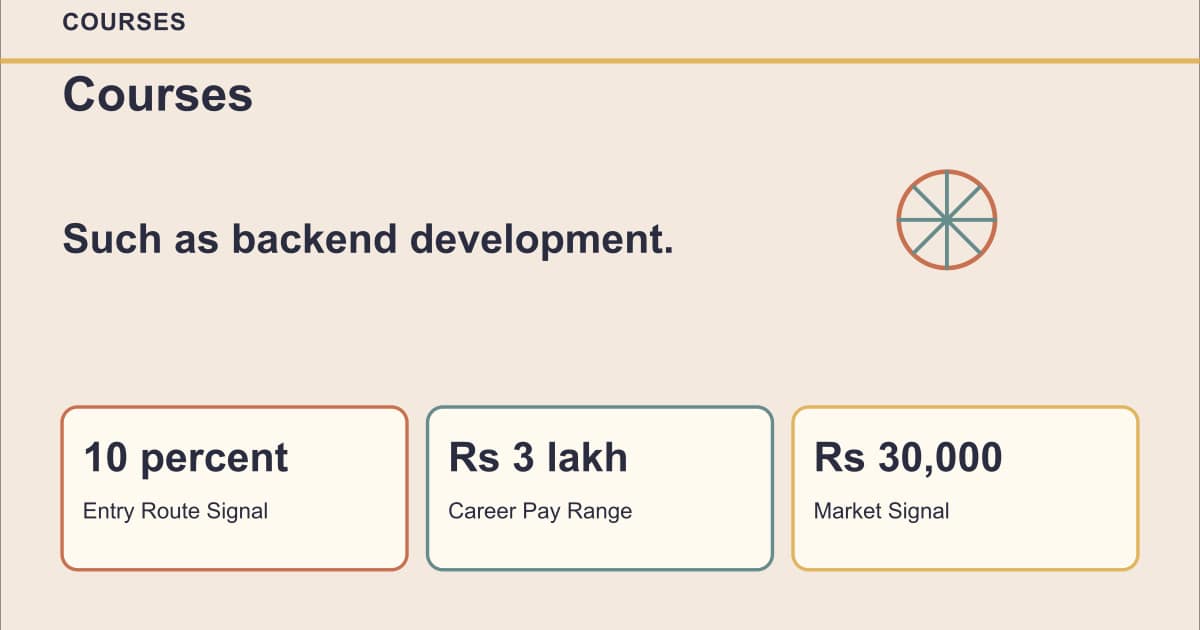 COURSES
Courses
Such as backend development.
10 percent
Entry Route Signal
Rs 3 lakh
Career Pay Range
Rs 30,000
Market Signal